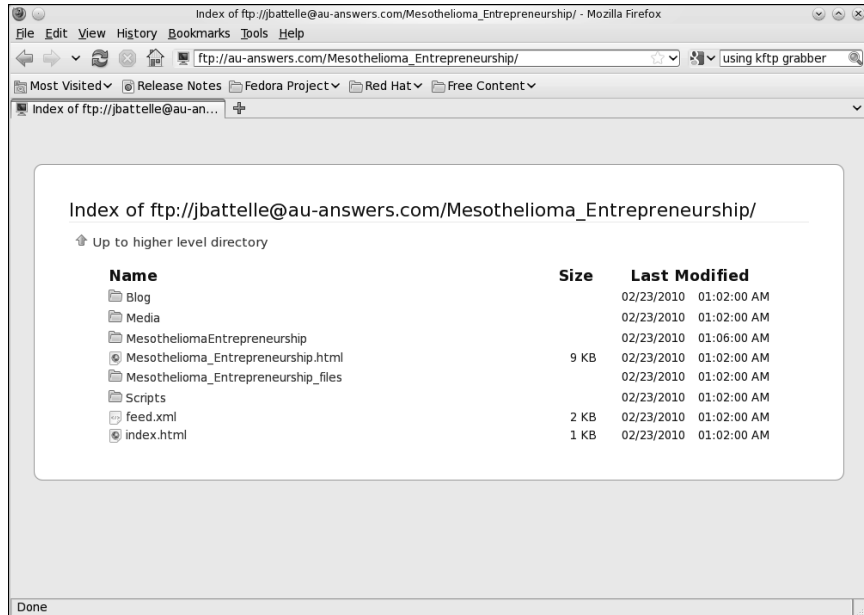 Index of ftp://jbattelle@au-answers.com/Mesothelioma_Entrepreneurship/ - Mozilla Firefox
File Edit View History Bookmarks Tools Help
ftp://au-answers.com/Mesothelioma_Entrepreneurship/ using kftp grabber
Most Visited Release Notes Fedora Project Red Hat Free Content
Index of ftp://jbattelle@au-an...
Index of ftp://jbattelle@au-answers.com/Mesothelioma_Entrepreneurship/
Up to higher level directory
Name Size Last Modified
Blog 02/23/2010 01:02:00 AM
Media 02/23/2010 01:02:00 AM
MesotheliomaEntrepreneurship 02/23/2010 01:06:00 AM
Mesothelioma_Entrepreneurship.html 9 KB 02/23/2010 01:02:00 AM
Mesothelioma_Entrepreneurship_files 02/23/2010 01:02:00 AM
Scripts 02/23/2010 01:02:00 AM
feed.xml 2 KB 02/23/2010 01:02:00 AM
index.html 1 KB 02/23/2010 01:02:00 AM
Done